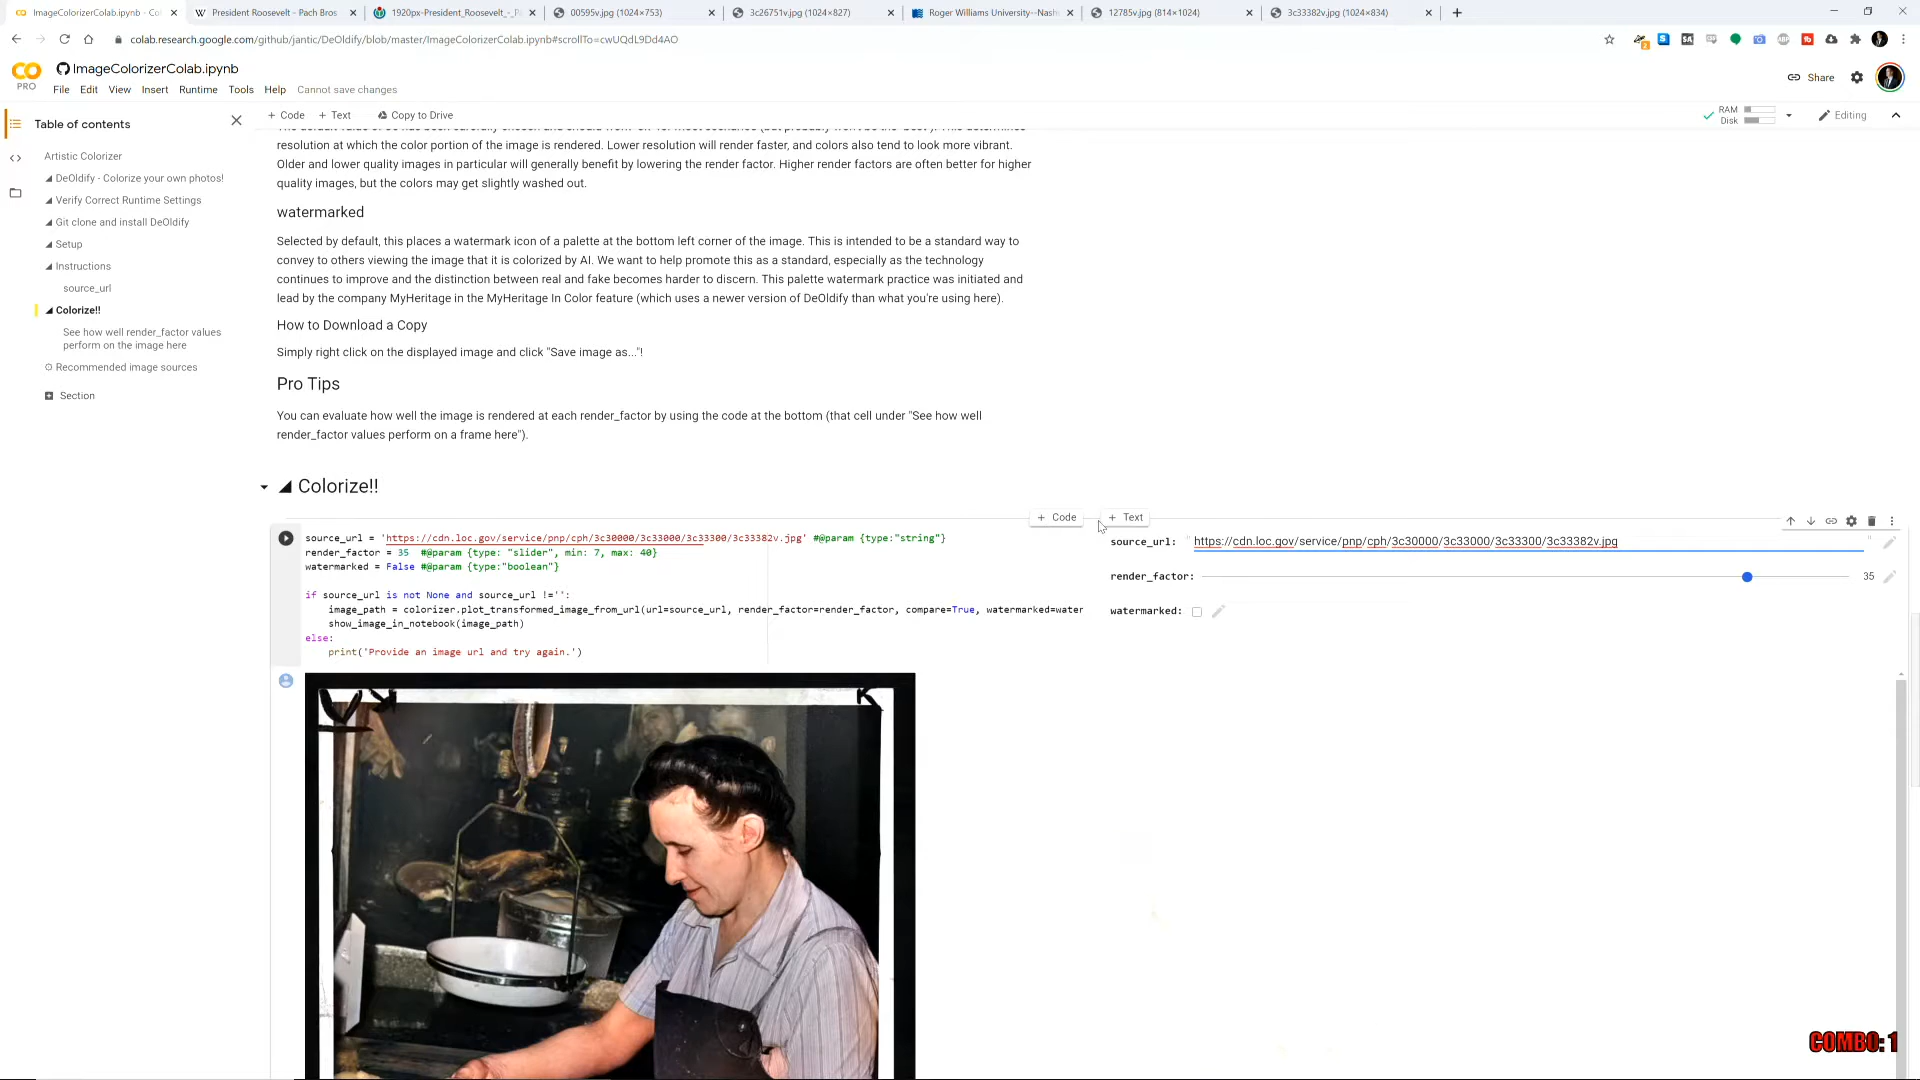 ImageColorizerColab.ipynb - Co
President Roosevelt - Pach Bros
1920px-President_Roosevelt_-_Pa
00595v.jpg (1024×753)
3c26751v.jpg (1024×827)
Roger Williams University--Nash
12785v.jpg (814×1024)
3c33382v.jpg (1024×834)
colab.research.google.com/github/jantic/DeOldify/blob/master/ImageColorizerColab.ipynb#scrollTo=cwUQdL9Dd4AO
CO
PRO
ImageColorizerColab.ipynb
File Edit View Insert Runtime Tools Help Cannot save changes
Share
Table of contents
+ Code + Text Copy to Drive
RAM
Disk
Editing
Artistic Colorizer
DeOldify - Colorize your own photos!
Verify Correct Runtime Settings
Git clone and install DeOldify
Setup
Instructions
source_url
Colorize!!
See how well render_factor values
perform on the image here
Recommended image sources
Section
resolution at which the color portion of the image is rendered. Lower resolution will render faster, and colors also tend to look more vibrant.
Older and lower quality images in particular will generally benefit by lowering the render factor. Higher render factors are often better for higher
quality images, but the colors may get slightly washed out.
watermarked
Selected by default, this places a watermark icon of a palette at the bottom left corner of the image. This is intended to be a standard way to
convey to others viewing the image that it is colorized by AI. We want to help promote this as a standard, especially as the technology
continues to improve and the distinction between real and fake becomes harder to discern. This palette watermark practice was initiated and
lead by the company MyHeritage in the MyHeritage In Color feature (which uses a newer version of DeOldify than what you're using here).
How to Download a Copy
Simply right click on the displayed image and click "Save image as..."!
Pro Tips
You can evaluate how well the image is rendered at each render_factor by using the code at the bottom (that cell under "See how well
render_factor values perform on a frame here").
Colorize!!
+ Code + Text
source_url = 'https://cdn.loc.gov/service/pnp/cph/3c30000/3c33000/3c33300/3c33382v.jpg' #@param {type:"string"}
render_factor = 35 #@param {type: "slider", min: 7, max: 40}
watermarked = False #@param {type:"boolean"}
if source_url is not None and source_url !='':
image_path = colorizer.plot_transformed_image_from_url(url=source_url, render_factor=render_factor, compare=True, watermarked=water
show_image_in_notebook(image_path)
else:
print('Provide an image url and try again.')
source_url: " https://cdn.loc.gov/service/pnp/cph/3c30000/3c33000/3c33300/3c33382v.jpg "
render_factor: 35
watermarked:
COMBO: 1